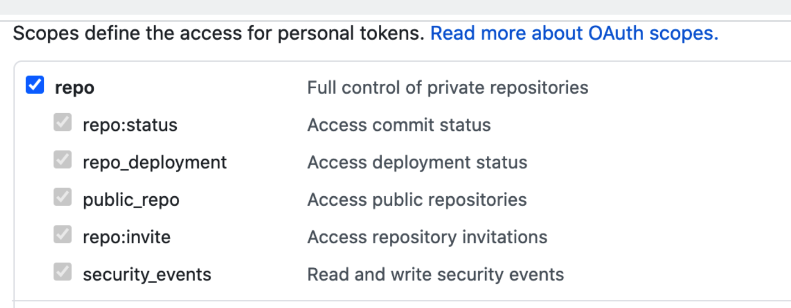 Scopes define the access for personal tokens. Read more about OAuth scopes.
repo Full control of private repositories
repo:status Access commit status
repo_deployment Access deployment status
public_repo Access public repositories
repo:invite Access repository invitations
security_events Read and write security events